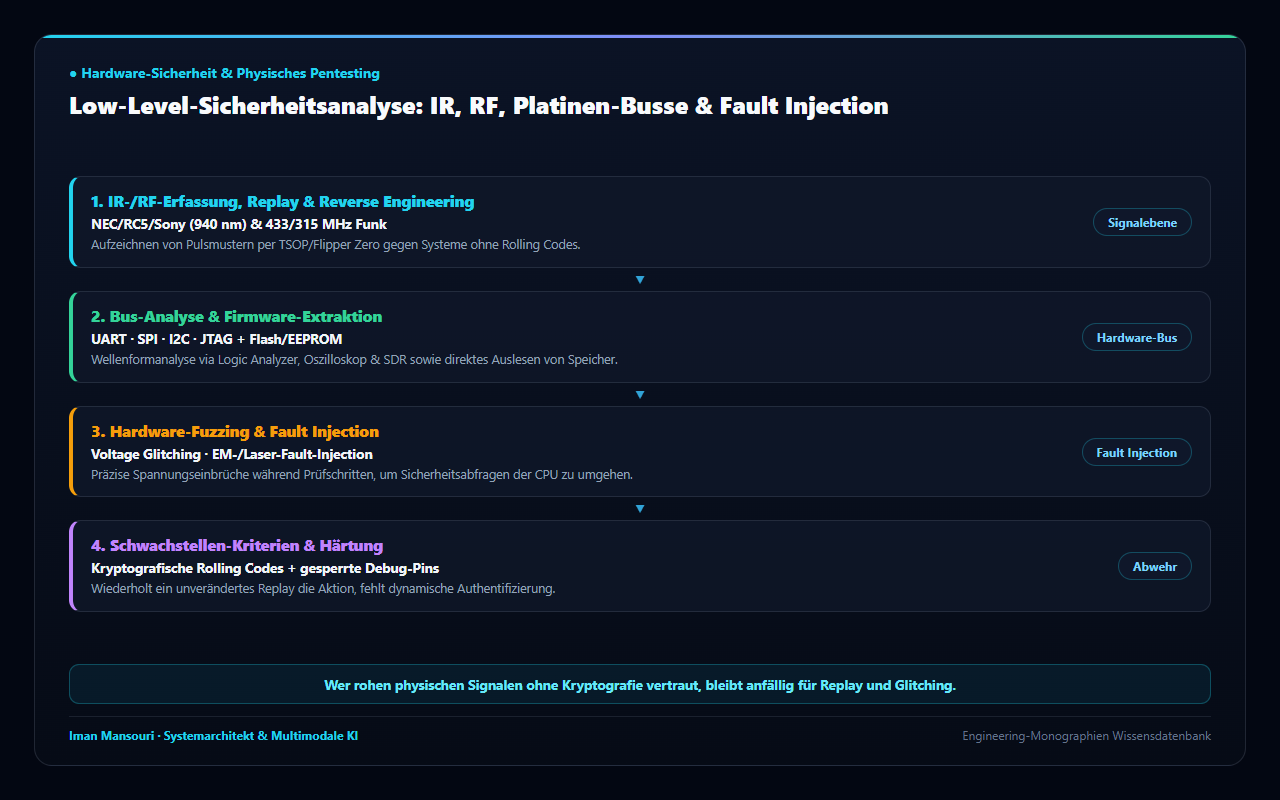 ● Hardware-Sicherheit & Physisches Pentesting
Low-Level-Sicherheitsanalyse: IR, RF, Platinen-Busse & Fault Injection
1. IR-/RF-Erfassung, Replay & Reverse Engineering
NEC/RC5/Sony (940 nm) & 433/315 MHz Funk
Aufzeichnen von Pulsmustern per TSOP/Flipper Zero gegen Systeme ohne Rolling Codes.
Signalebene
▼
2. Bus-Analyse & Firmware-Extraktion
UART · SPI · I2C · JTAG + Flash/EEPROM
Wellenformanalyse via Logic Analyzer, Oszilloskop & SDR sowie direktes Auslesen von Speicher.
Hardware-Bus
▼
3. Hardware-Fuzzing & Fault Injection
Voltage Glitching · EM-/Laser-Fault-Injection
Präzise Spannungseinbrüche während Prüfschritten, um Sicherheitsabfragen der CPU zu umgehen.
Fault Injection
▼
4. Schwachstellen-Kriterien & Härtung
Kryptografische Rolling Codes + gesperrte Debug-Pins
Wiederholt ein unverändertes Replay die Aktion, fehlt dynamische Authentifizierung.
Abwehr
Wer rohen physischen Signalen ohne Kryptografie vertraut, bleibt anfällig für Replay und Glitching.
Iman Mansouri · Systemarchitekt & Multimodale KI
Engineering-Monographien Wissensdatenbank